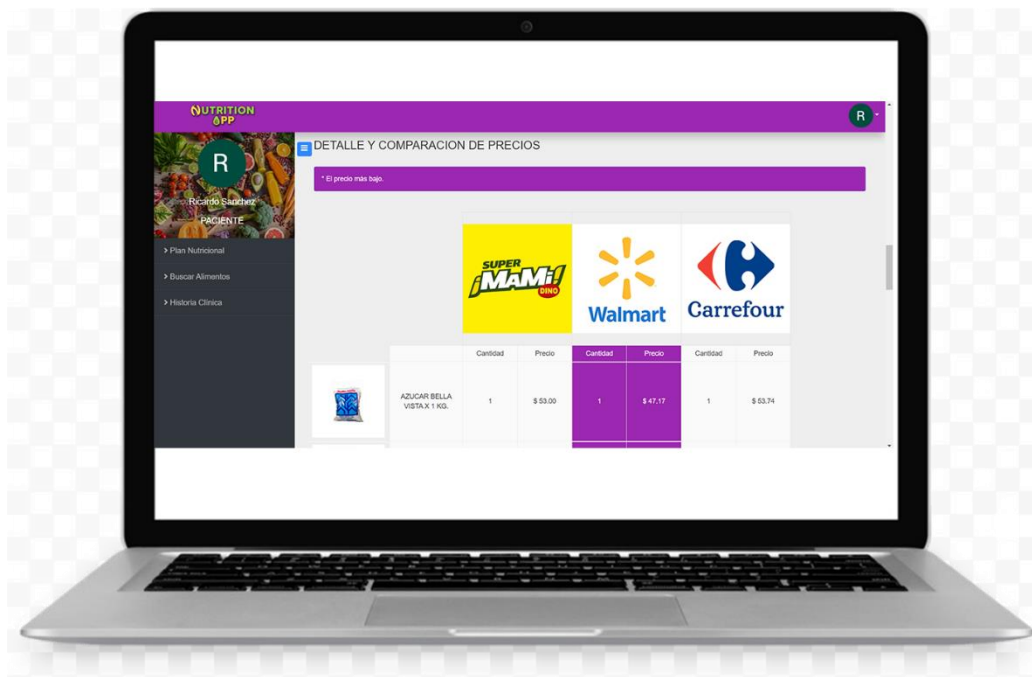 NUTRITION
APP
R
R
Ricardo Sanchez
PACIENTE
> Plan Nutricional
> Buscar Alimentos
> Historia Clínica
DETALLE Y COMPARACION DE PRECIOS
* El precio más bajo.
SUPER
¡MAMi!
DINO
Walmart
Carrefour
Cantidad Precio Cantidad Precio Cantidad Precio
AZUCAR BELLA
VISTA X 1 KG.
1 $ 53.00 1 $ 47.17 1 $ 53.74